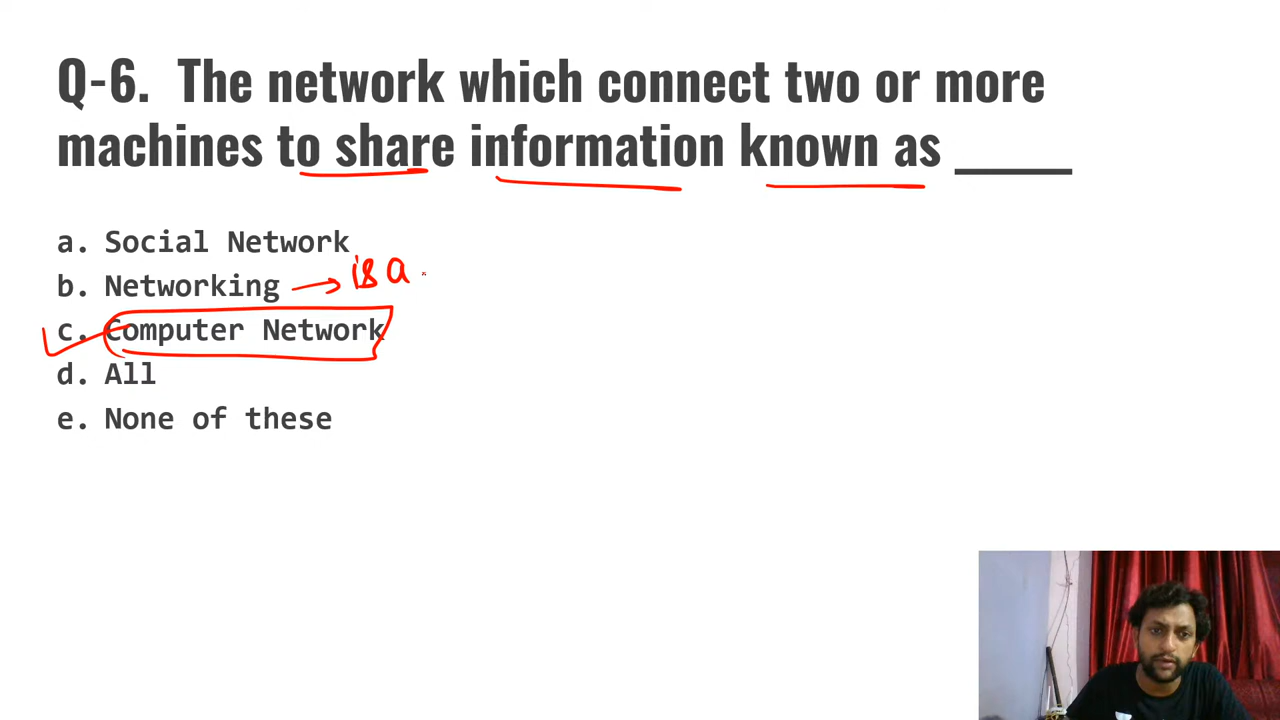 Q-6. The network which connect two or more
machines to share information known as _____
a. Social Network
b. Networking → is a
c. Computer Network
d. All
e. None of these